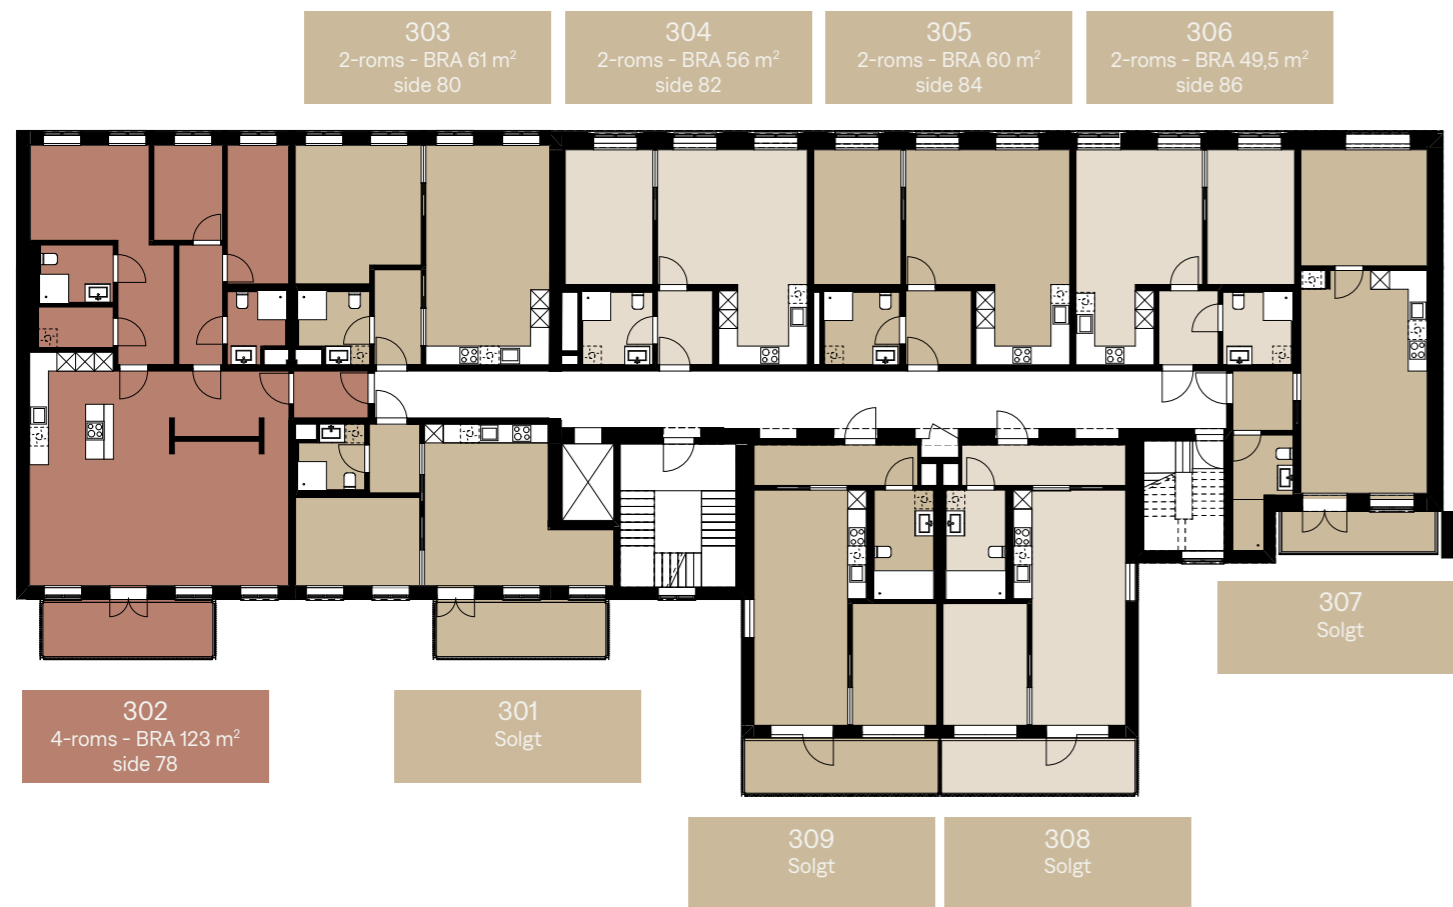 303
2-roms - BRA 61 m²
side 80
304
2-roms - BRA 56 m²
side 82
305
2-roms - BRA 60 m²
side 84
306
2-roms - BRA 49,5 m²
side 86
307
Solgt
302
4-roms - BRA 123 m²
side 78
301
Solgt
309
Solgt
308
Solgt